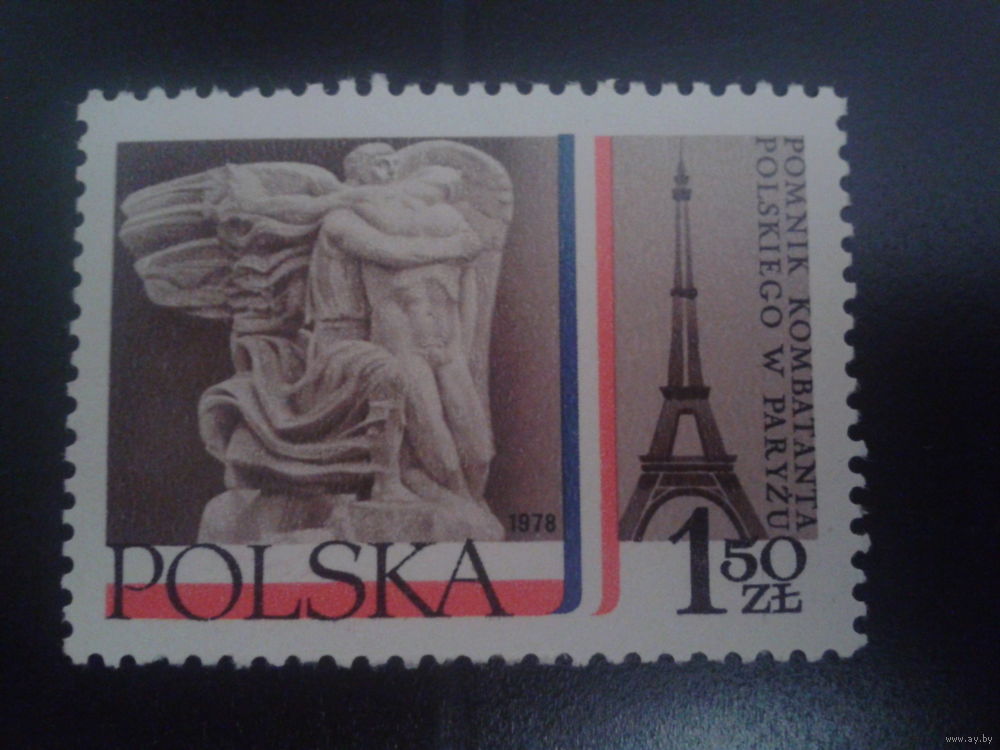 POMNIK KOMBATANTA
POLSKIEGO W PARYŻU
1978
POLSKA
1 50
ZŁ
www.ay.by